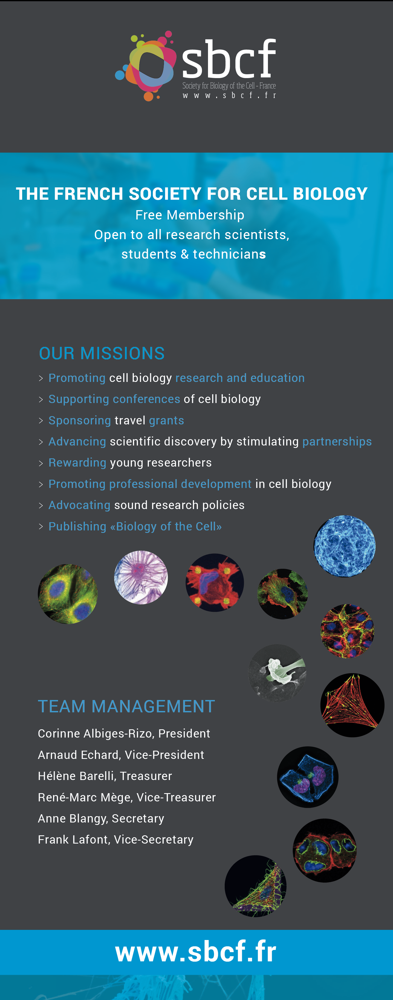 sbcf
Society for Biology of the Cell - France
www.sbcf.fr
THE FRENCH SOCIETY FOR CELL BIOLOGY
Free Membership
Open to all research scientists,
students & technicians
OUR MISSIONS
> Promoting cell biology research and education
> Supporting conferences of cell biology
> Sponsoring travel grants
> Advancing scientific discovery by stimulating partnerships
> Rewarding young researchers
> Promoting professional development in cell biology
> Advocating sound research policies
> Publishing «Biology of the Cell»
TEAM MANAGEMENT
Corinne Albiges-Rizo, President
Arnaud Echard, Vice-President
Hélène Barelli, Treasurer
René-Marc Mège, Vice-Treasurer
Anne Blangy, Secretary
Frank Lafont, Vice-Secretary
www.sbcf.fr